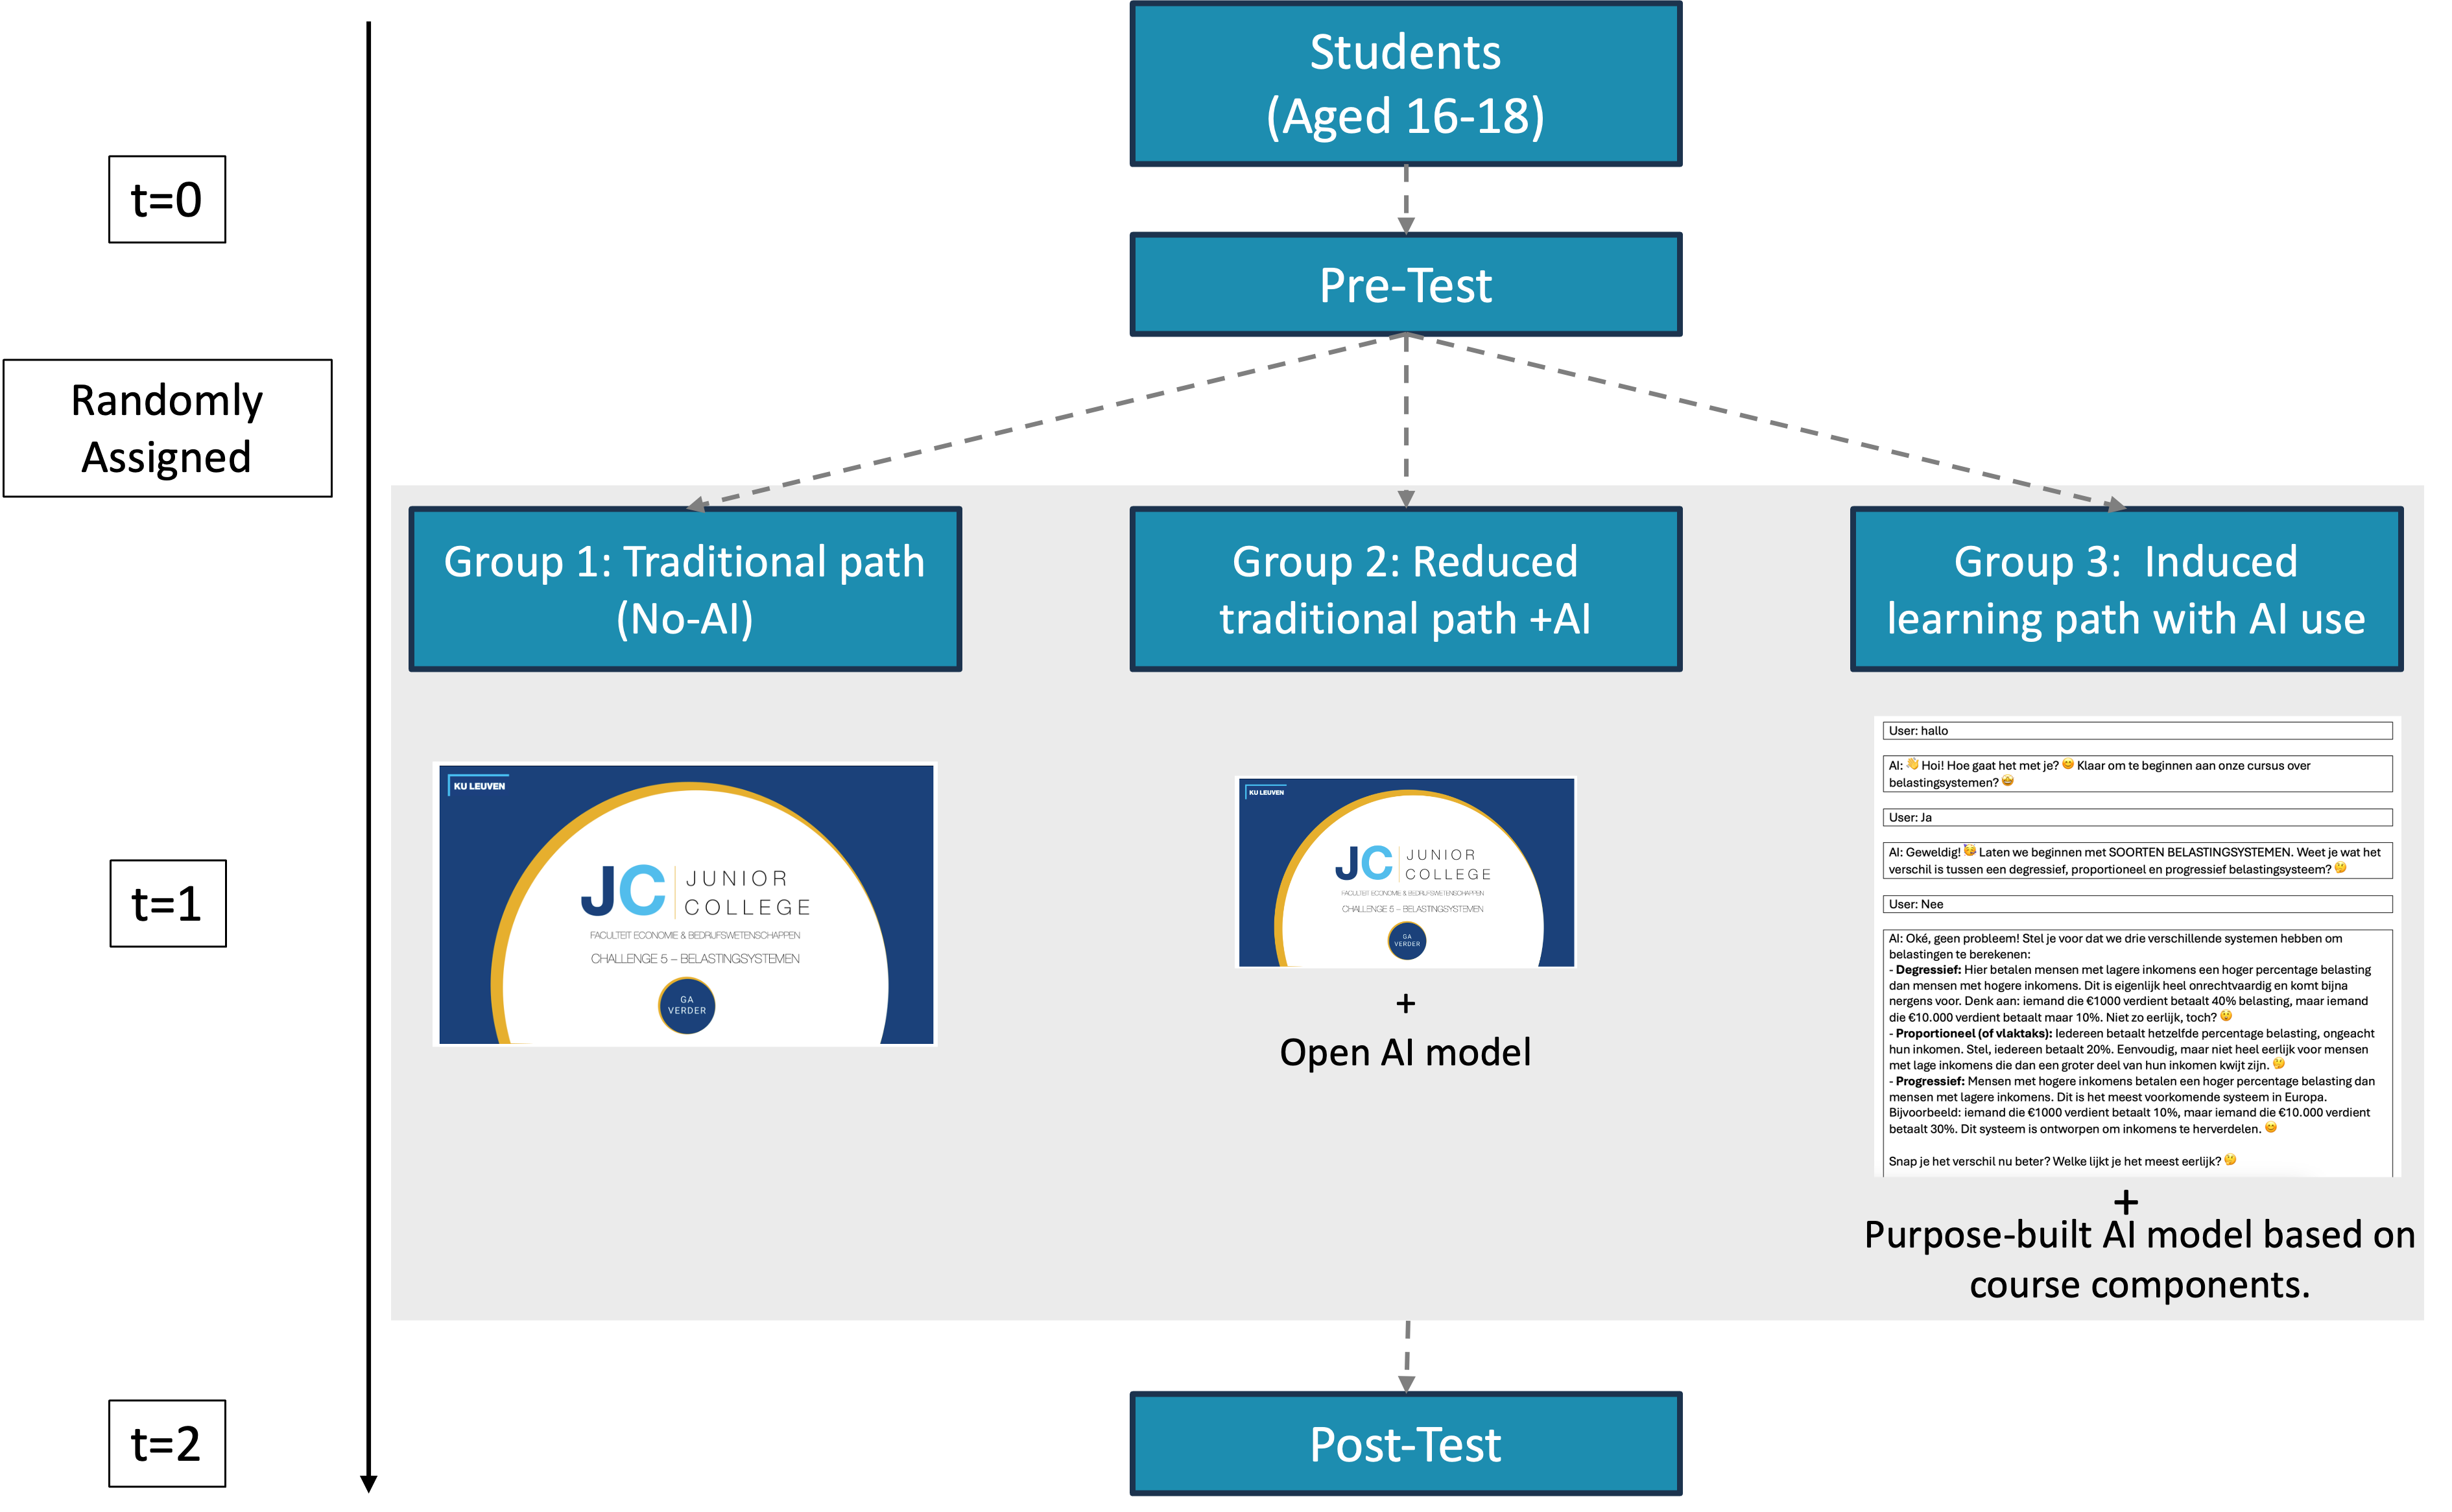 Students
(Aged 16-18)
t=0
Pre-Test
Randomly
Assigned
Group 1: Traditional path
(No-AI)
Group 2: Reduced
traditional path +AI
Group 3:  Induced
learning path with AI use
t=1
KU LEUVEN
JC JUNIOR
COLLEGE
FACULTEIT ECONOMIE & BEDRIJFSWETENSCHAPPEN
CHALLENGE 5 – BELASTINGSYSTEMEN
GA
VERDER
KU LEUVEN
JC JUNIOR
COLLEGE
FACULTEIT ECONOMIE & BEDRIJFSWETENSCHAPPEN
CHALLENGE 5 – BELASTINGSYSTEMEN
GA
VERDER
+
Open AI model
User: hallo
AI: 👋 Hoi! Hoe gaat het met je? 😊 Klaar om te beginnen aan onze cursus over
belastingsystemen? 🤩
User: Ja
AI: Geweldig! 🥳 Laten we beginnen met SOORTEN BELASTINGSYSTEMEN. Weet je wat het
verschil is tussen een degressief, proportioneel en progressief belastingsysteem? 🤔
User: Nee
AI: Oké, geen probleem! Stel je voor dat we drie verschillende systemen hebben om
belastingen te berekenen:
- Degressief: Hier betalen mensen met lagere inkomens een hoger percentage belasting
dan mensen met hogere inkomens. Dit is eigenlijk heel onrechtvaardig en komt bijna
nergens voor. Denk aan: iemand die €1000 verdient betaalt 40% belasting, maar iemand
die €10.000 verdient betaalt maar 10%. Niet zo eerlijk, toch? 😯
- Proportioneel (of vlaktaks): Iedereen betaalt hetzelfde percentage belasting, ongeacht
hun inkomen. Stel, iedereen betaalt 20%. Eenvoudig, maar niet heel eerlijk voor mensen
met lage inkomens die dan een groter deel van hun inkomen kwijt zijn. 🤔
- Progressief: Mensen met hogere inkomens betalen een hoger percentage belasting dan
mensen met lagere inkomens. Dit is het meest voorkomende systeem in Europa.
Bijvoorbeeld: iemand die €1000 verdient betaalt 10%, maar iemand die €10.000 verdient
betaalt 30%. Dit systeem is ontworpen om inkomens te herverdelen. 😊
Snap je het verschil nu beter? Welke lijkt je het meest eerlijk? 🤔
+
Purpose-built AI model based on
course components.
t=2
Post-Test